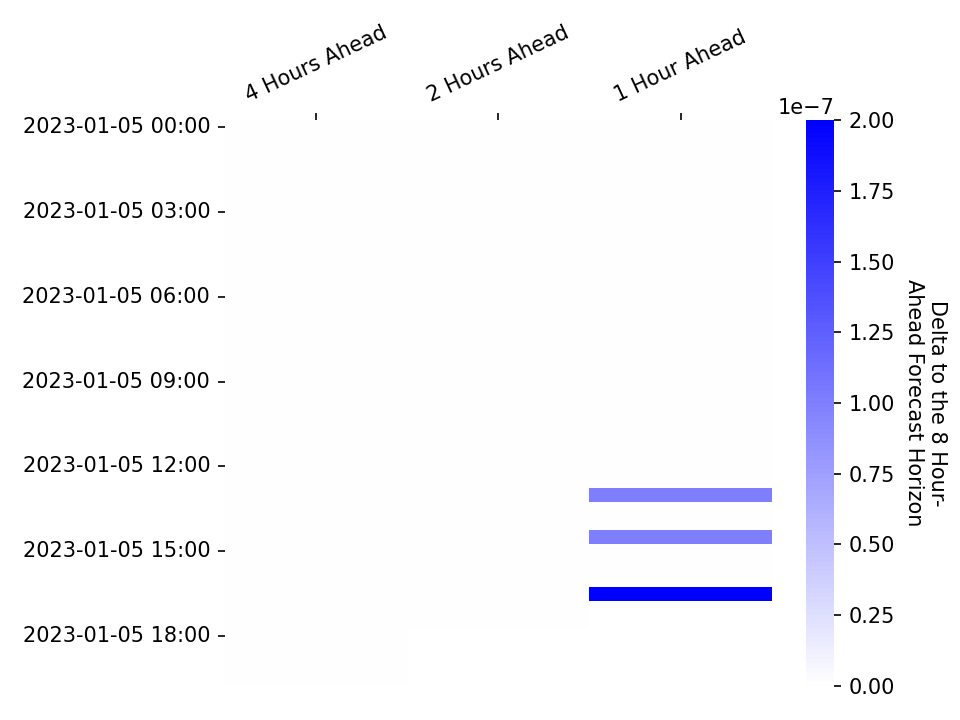 4 Hours Ahead
2 Hours Ahead
1 Hour Ahead
1e−7
2023-01-05 00:00
2023-01-05 03:00
2023-01-05 06:00
2023-01-05 09:00
2023-01-05 12:00
2023-01-05 15:00
2023-01-05 18:00
2.00
1.75
1.50
1.25
1.00
0.75
0.50
0.25
0.00
Delta to the 8 Hour-
Ahead Forecast Horizon